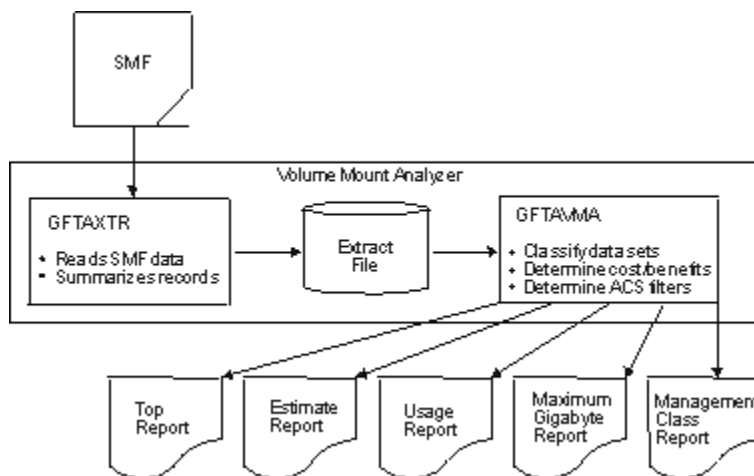 SMF
Volume Mount Analyzer
GFTAXTR
• Reads SMF data
• Summarizes records
Extract
File
GFTAVMA
• Classify data sets
• Determine cost/benefits
• Determine ACS filters
Top
Report
Estimate
Report
Usage
Report
Maximum
Gigabyte
Report
Management
Class
Report